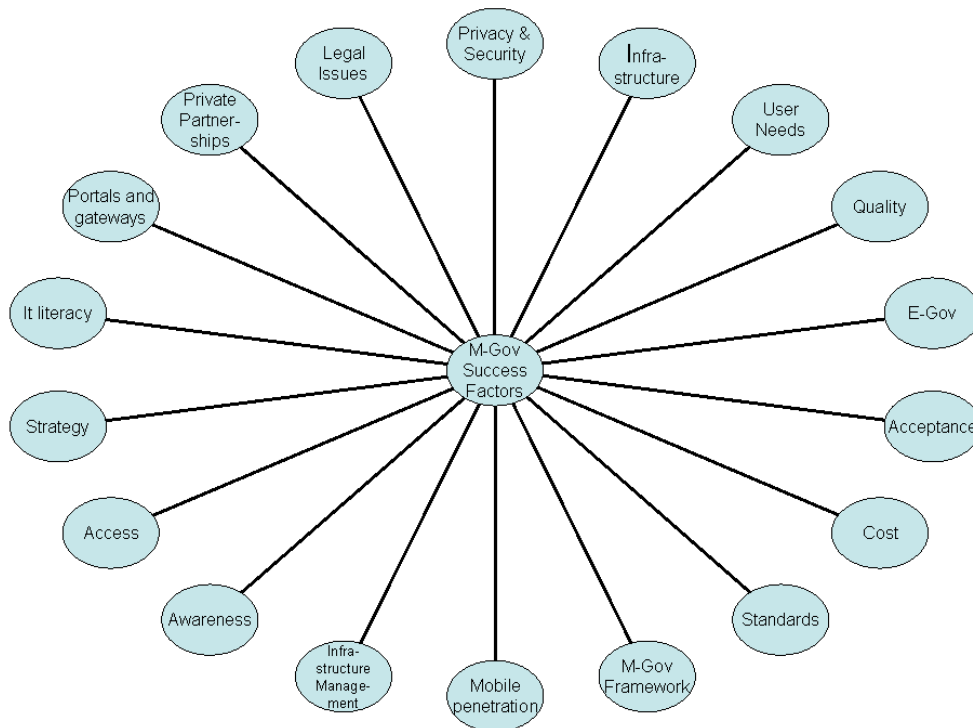 Privacy &
Security
Infra-
structure
User
Needs
Quality
E-Gov
Acceptance
Cost
Standards
M-Gov
Framework
Mobile
penetration
Infra-
structure
Manage-
ment
Awareness
Access
Strategy
It literacy
Portals and
gateways
Private
Partner-
ships
Legal
Issues
M-Gov
Success
Factors